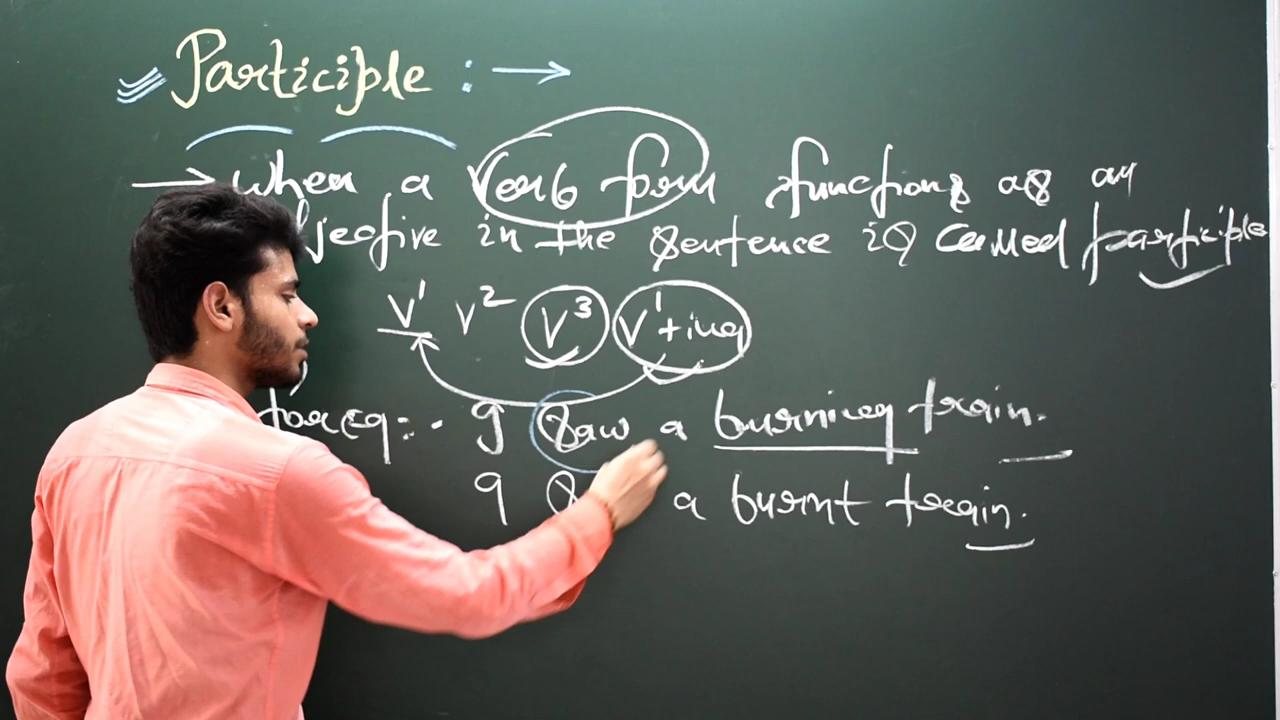 Participle :→
→ when a Verb form functions as an
adjective in the sentence is called participle
V¹ V² V³ V¹+ing
for Eg:- I saw a burning train.
I a burnt train.